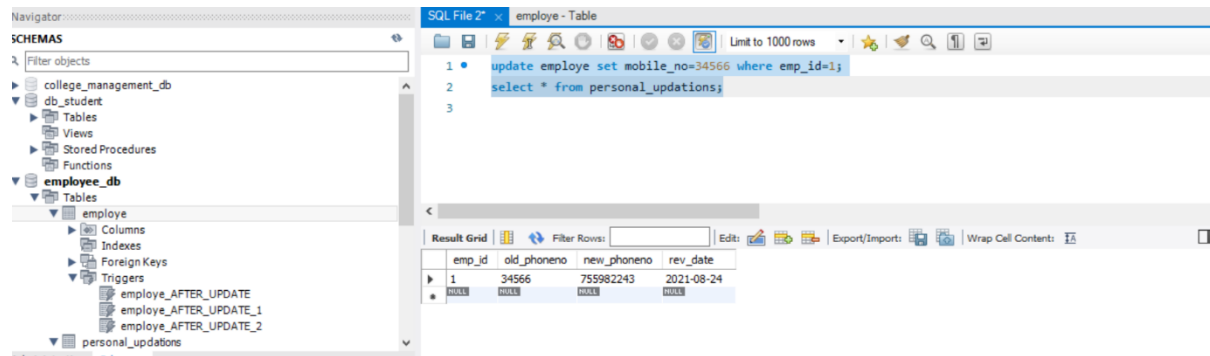 Navigator
SCHEMAS
Filter objects
college_management_db
db_student
Tables
Views
Stored Procedures
Functions
employee_db
Tables
employe
Columns
Indexes
Foreign Keys
Triggers
employe_AFTER_UPDATE
employe_AFTER_UPDATE_1
employe_AFTER_UPDATE_2
personal_updations
SQL File 2* × employe - Table
Limit to 1000 rows
1 update employe set mobile_no=34566 where emp_id=1;
2 select * from personal_updations;
3
Result Grid Filter Rows: Edit: Export/Import: Wrap Cell Content: IA
emp_id old_phoneno new_phoneno rev_date
1 34566 755982243 2021-08-24
NULL NULL NULL NULL